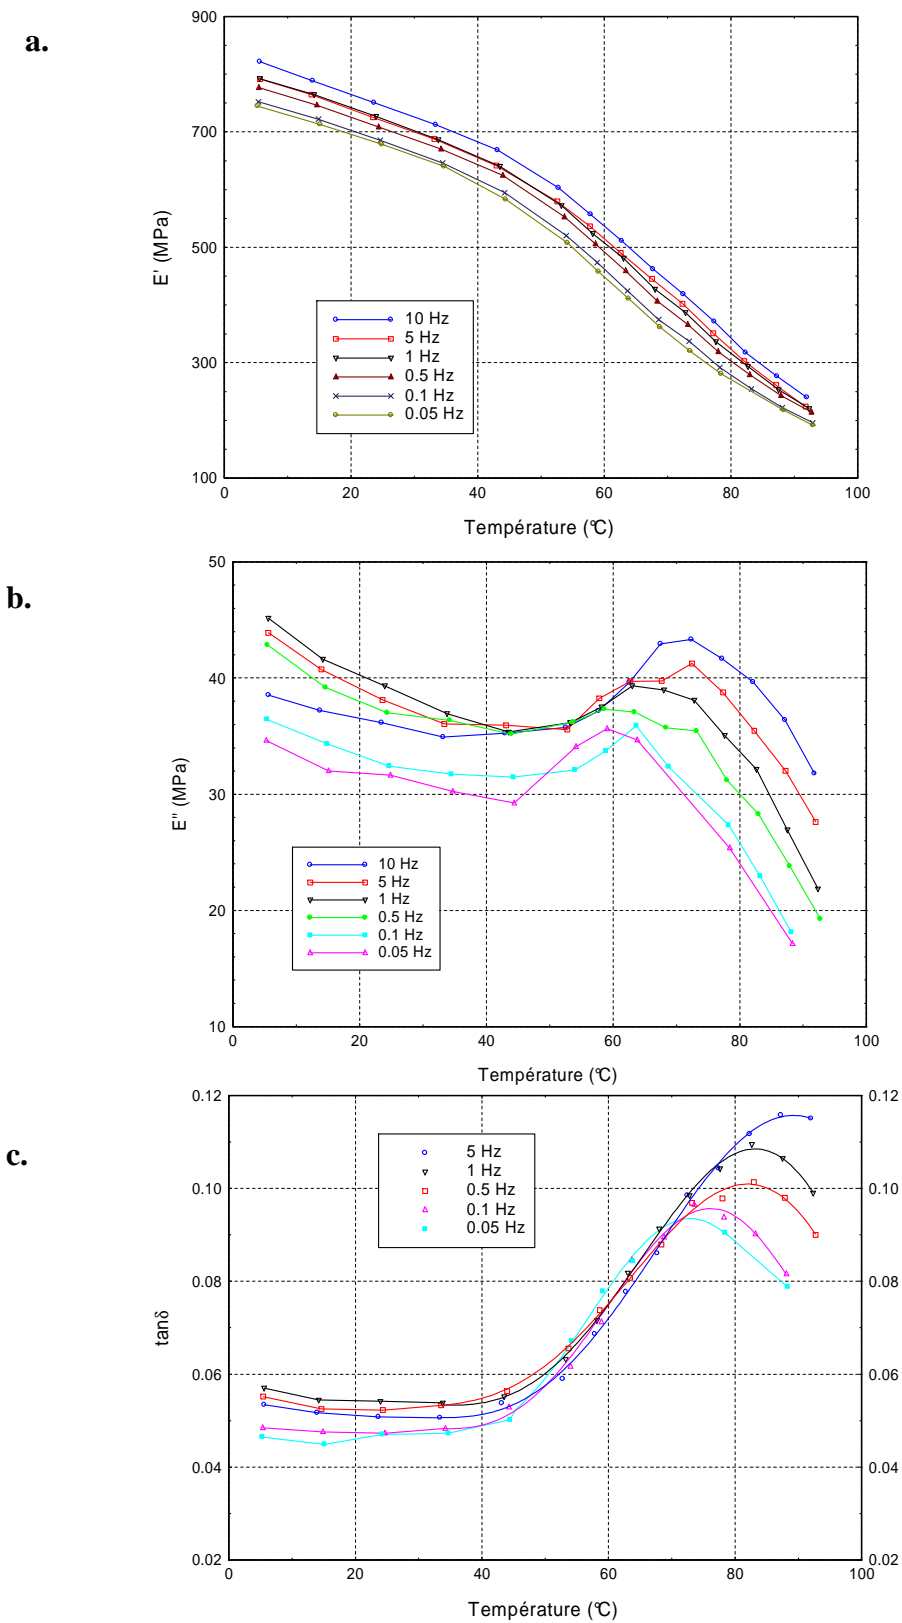 a.
900
700
500
300
100
E' (MPa)
10 Hz
5 Hz
1 Hz
0.5 Hz
0.1 Hz
0.05 Hz
0 20 40 60 80 100
Température (°C)
b.
50
40
30
20
10
E" (MPa)
10 Hz
5 Hz
1 Hz
0.5 Hz
0.1 Hz
0.05 Hz
0 20 40 60 80 100
Température (°C)
c.
0.12 0.12
0.10 0.10
0.08 0.08
0.06 0.06
0.04 0.04
0.02 0.02
tanδ
5 Hz
1 Hz
0.5 Hz
0.1 Hz
0.05 Hz
0 20 40 60 80 100
Température (°C)